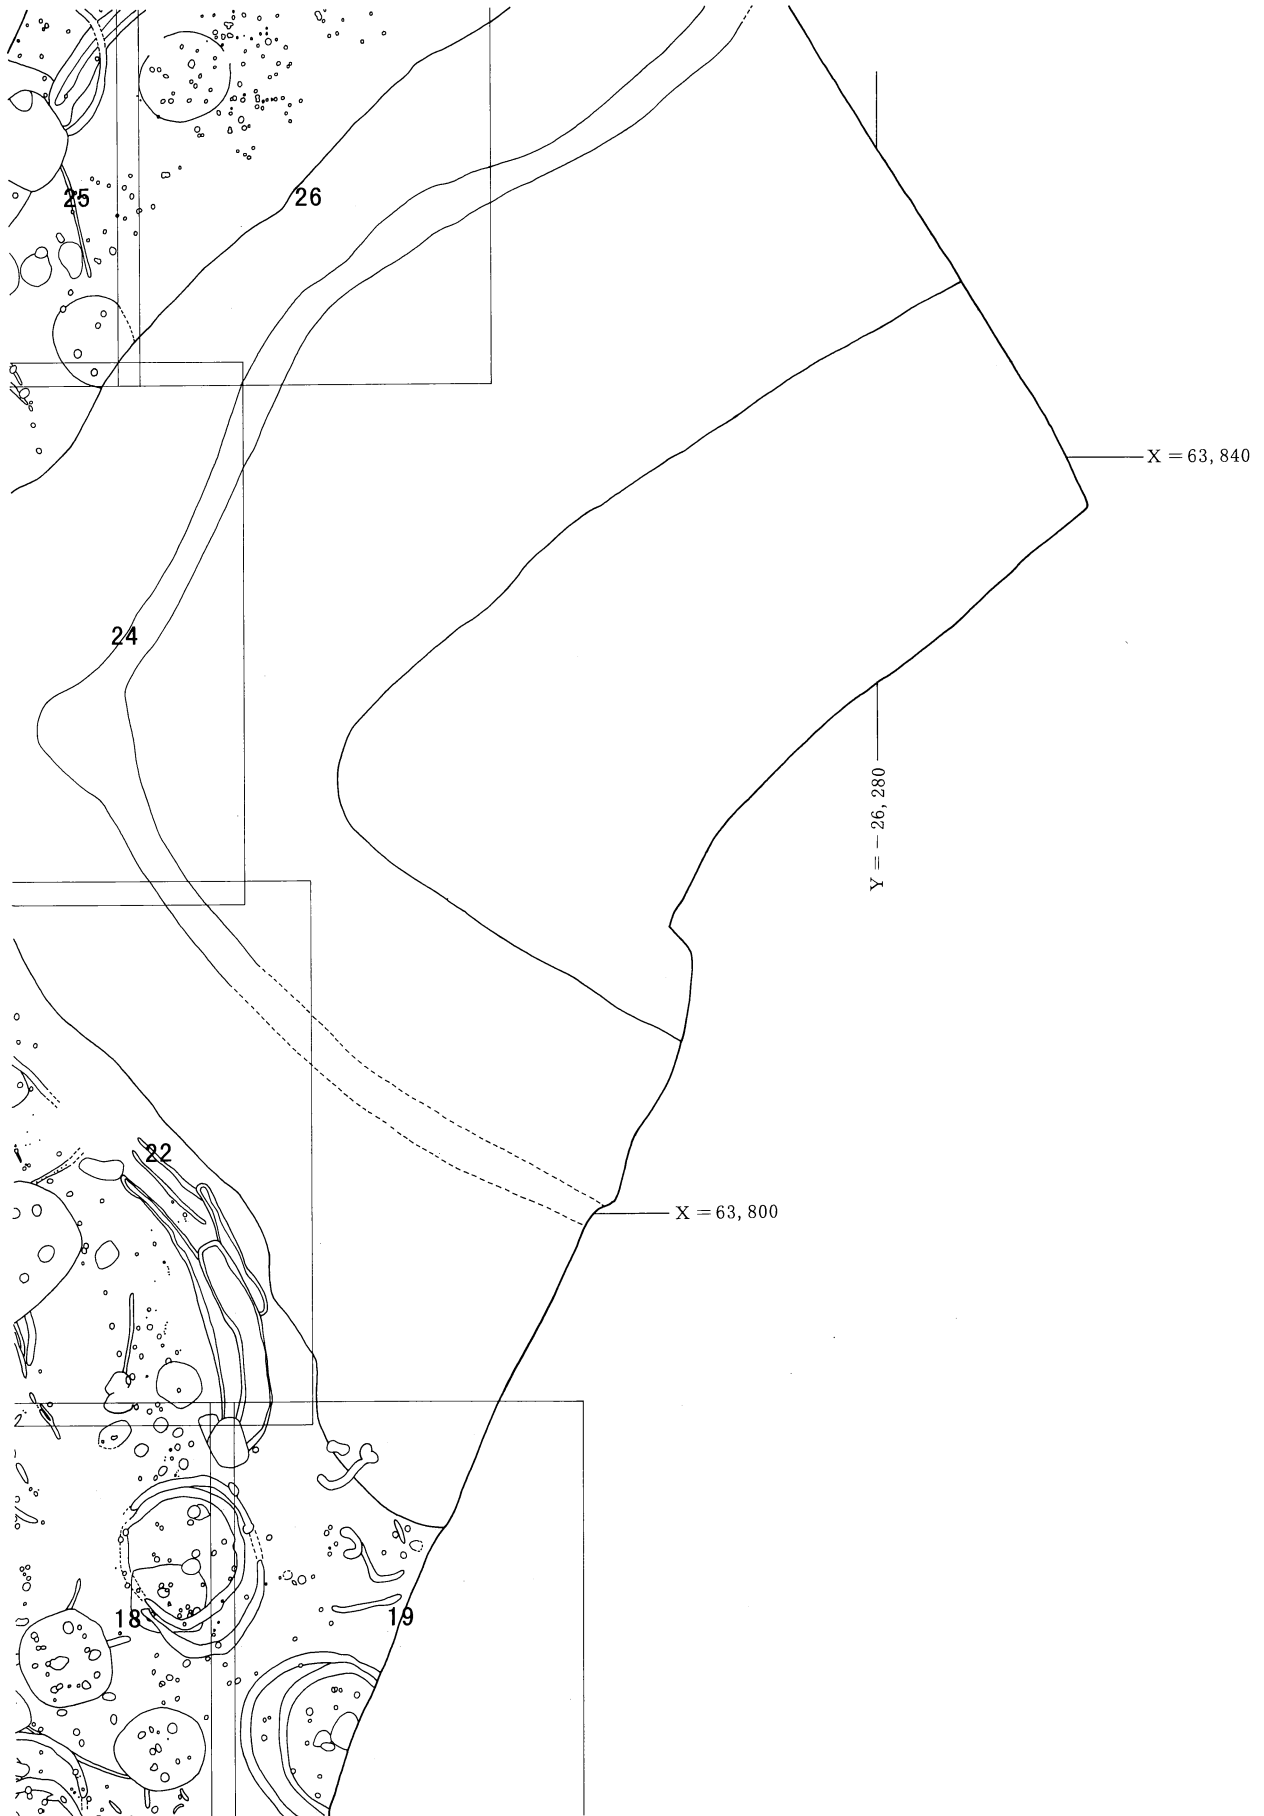 25
26
X = 63, 840
24
Y = −26, 280
22
X = 63, 800
18
19